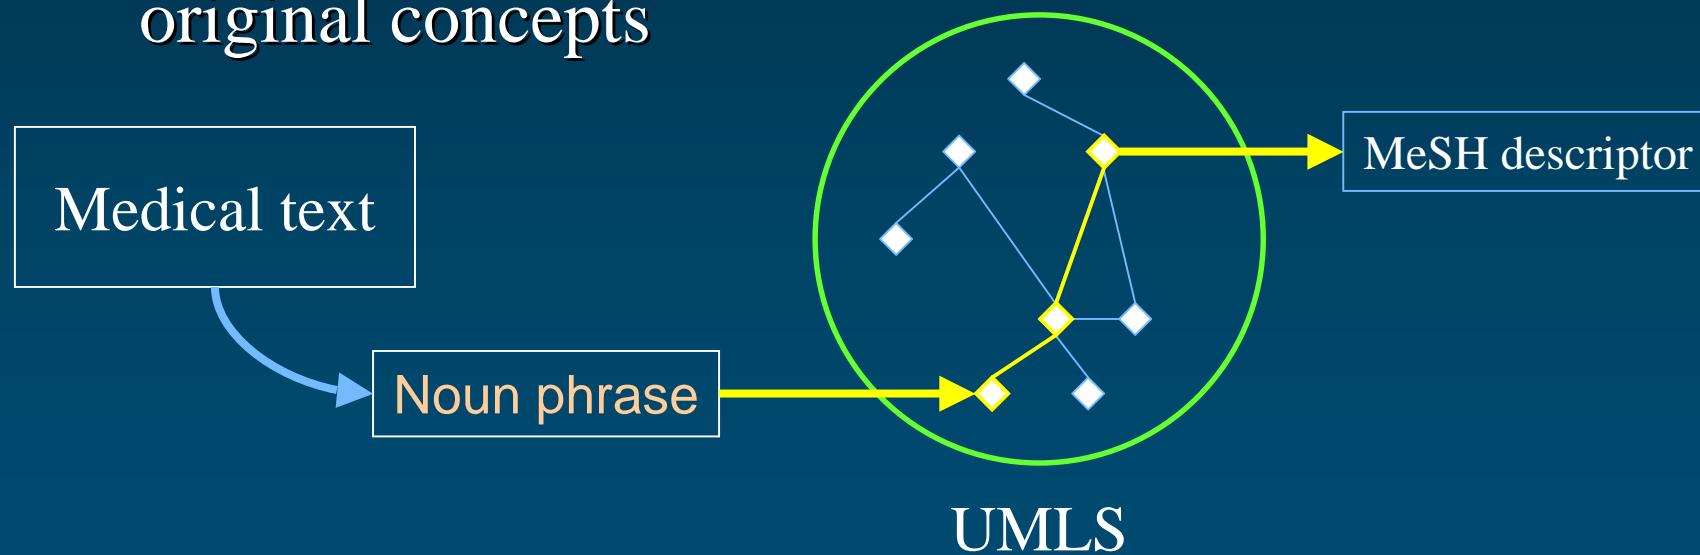 original concepts
Medical text
MeSH descriptor
Noun phrase
UMLS